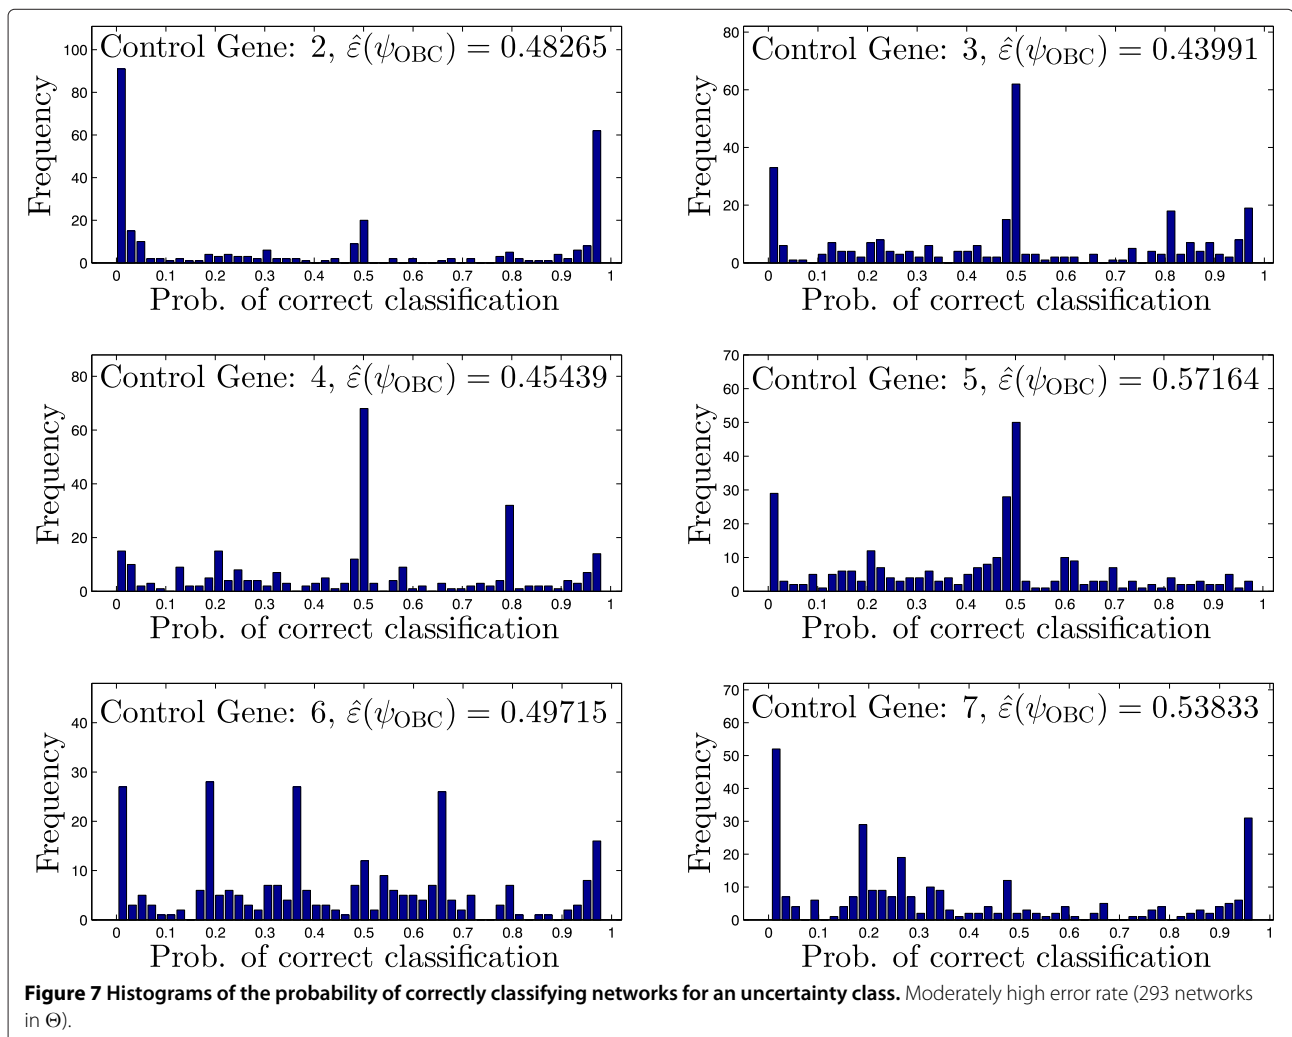 Control Gene: 2, ε̂(ψ_OBC) = 0.48265
Frequency
100
80
60
40
20
0
0 0.1 0.2 0.3 0.4 0.5 0.6 0.7 0.8 0.9 1
Prob. of correct classification
Control Gene: 3, ε̂(ψ_OBC) = 0.43991
Frequency
80
60
40
20
0
0 0.1 0.2 0.3 0.4 0.5 0.6 0.7 0.8 0.9 1
Prob. of correct classification
Control Gene: 4, ε̂(ψ_OBC) = 0.45439
Frequency
80
60
40
20
0
0 0.1 0.2 0.3 0.4 0.5 0.6 0.7 0.8 0.9 1
Prob. of correct classification
Control Gene: 5, ε̂(ψ_OBC) = 0.57164
Frequency
70
60
50
40
30
20
10
0
0 0.1 0.2 0.3 0.4 0.5 0.6 0.7 0.8 0.9 1
Prob. of correct classification
Control Gene: 6, ε̂(ψ_OBC) = 0.49715
Frequency
40
30
20
10
0
0 0.1 0.2 0.3 0.4 0.5 0.6 0.7 0.8 0.9 1
Prob. of correct classification
Control Gene: 7, ε̂(ψ_OBC) = 0.53833
Frequency
70
60
50
40
30
20
10
0
0 0.1 0.2 0.3 0.4 0.5 0.6 0.7 0.8 0.9 1
Prob. of correct classification
Figure 7 Histograms of the probability of correctly classifying networks for an uncertainty class. Moderately high error rate (293 networks
in Θ).